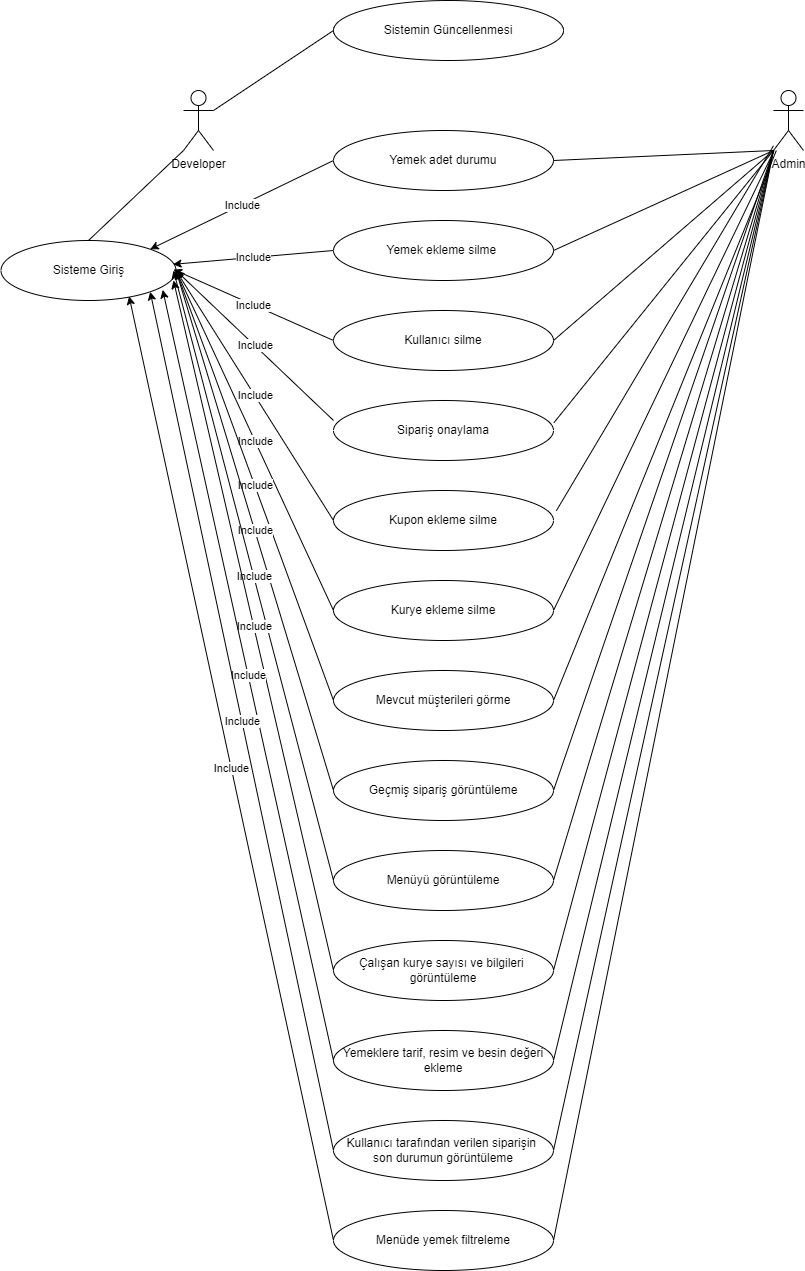 Sistemin Güncellenmesi
Developer
Admin
Yemek adet durumu
Include
Yemek ekleme silme
Include
Sisteme Giriş
Include
Kullanıcı silme
Include
Include
Sipariş onaylama
Include
Include
Kupon ekleme silme
Include
Include
Kurye ekleme silme
Include
Include
Mevcut müşterileri görme
Include
Include
Geçmiş sipariş görüntüleme
Menüyü görüntüleme
Çalışan kurye sayısı ve bilgileri
görüntüleme
Yemeklere tarif, resim ve besin değeri
ekleme
Kullanıcı tarafından verilen siparişin
son durumun görüntüleme
Menüde yemek filtreleme